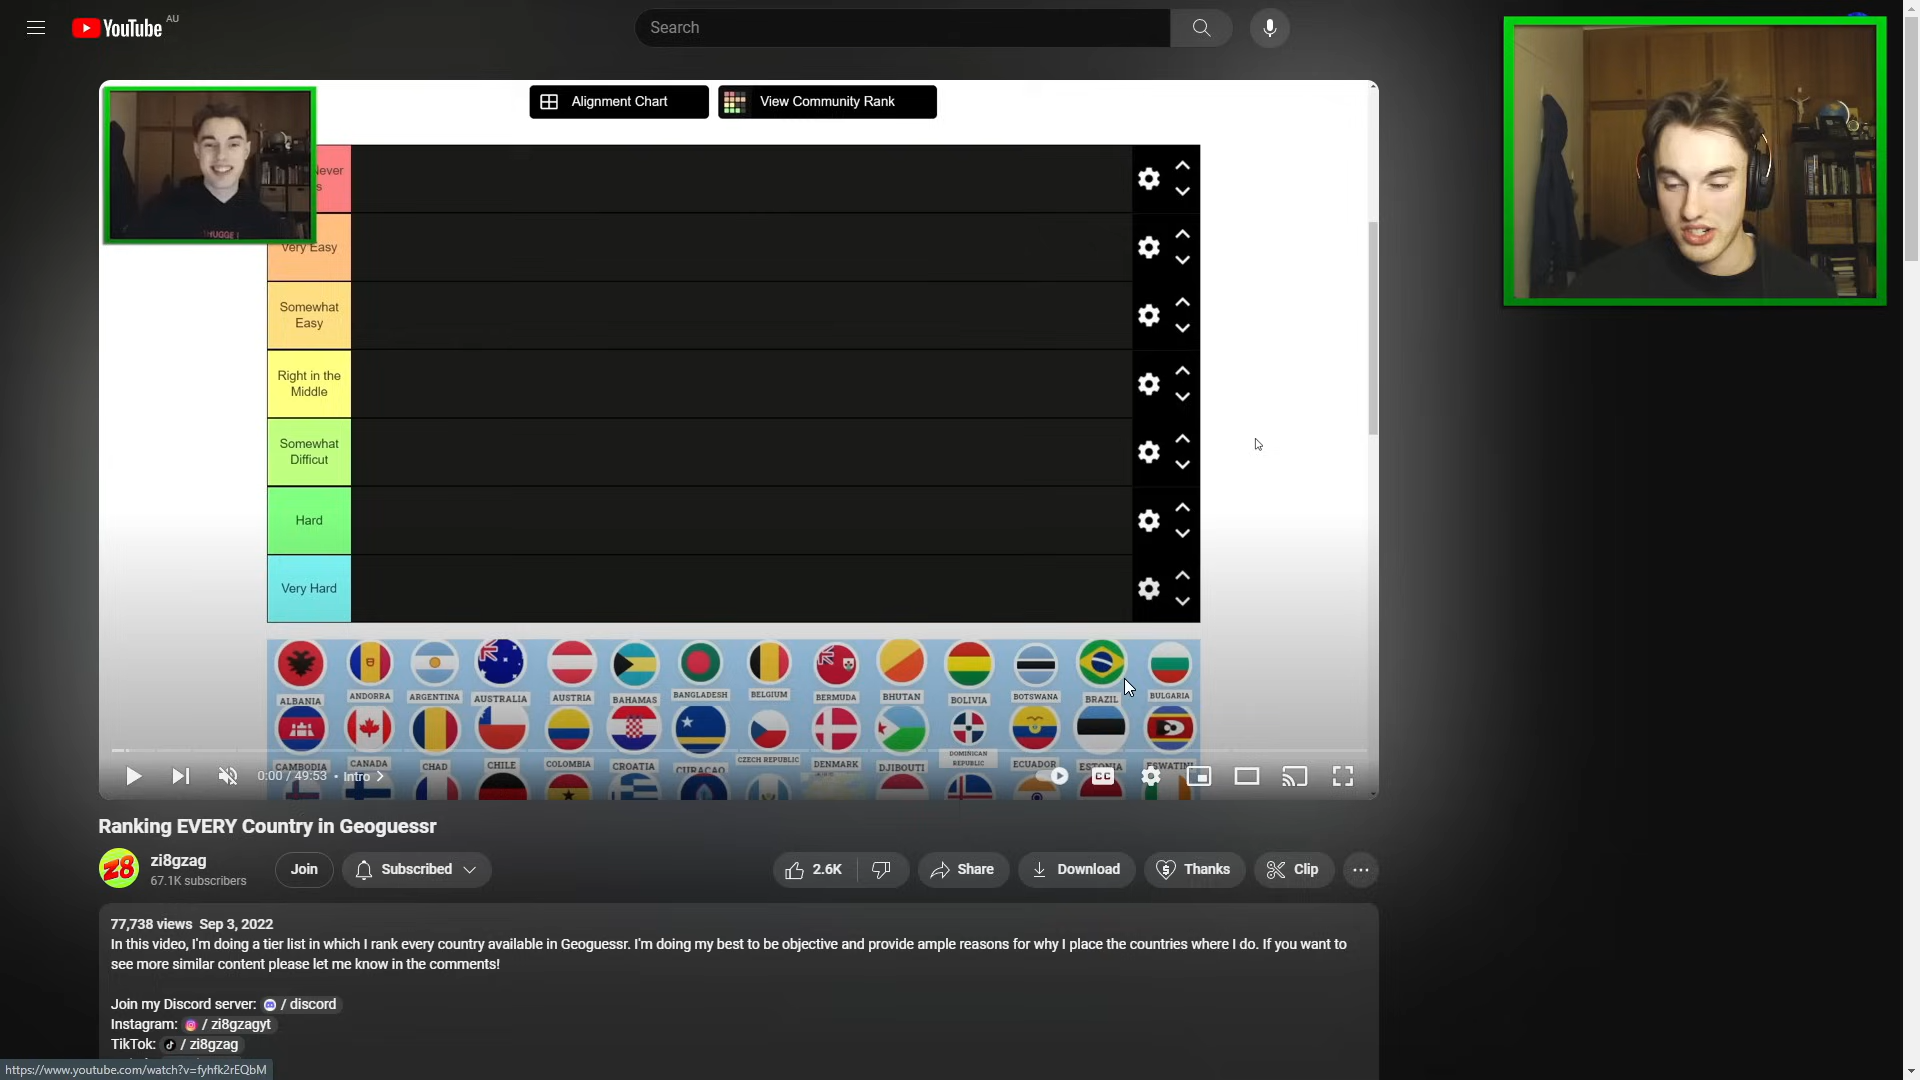 YouTube AU
Search
Alignment Chart
View Community Rank
Very Easy
Somewhat
Easy
Right in the
Middle
Somewhat
Difficut
Hard
Very Hard
ALBANIA ANDORRA ARGENTINA AUSTRALIA AUSTRIA BAHAMAS BANGLADESH BELGIUM BERMUDA BHUTAN BOLIVIA BOTSWANA BRAZIL BULGARIA
CAMBODIA CANADA CHAD CHILE COLOMBIA CROATIA CURACAO CZECH REPUBLIC DENMARK DJIBOUTI DOMINICAN REPUBLIC ECUADOR ESTONIA ESWATINI
0:00 / 49:53 • Intro
CC
Ranking EVERY Country in Geoguessr
Z8
zi8gzag
67.1K subscribers
Join
Subscribed
2.6K
Share
Download
Thanks
Clip
77,738 views Sep 3, 2022
In this video, I'm doing a tier list in which I rank every country available in Geoguessr. I'm doing my best to be objective and provide ample reasons for why I place the countries where I do. If you want to
see more similar content please let me know in the comments!
Join my Discord server: / discord
Instagram: / zi8gzagyt
TikTok: / zi8gzag
https://www.youtube.com/watch?v=fyhfk2rEQbM